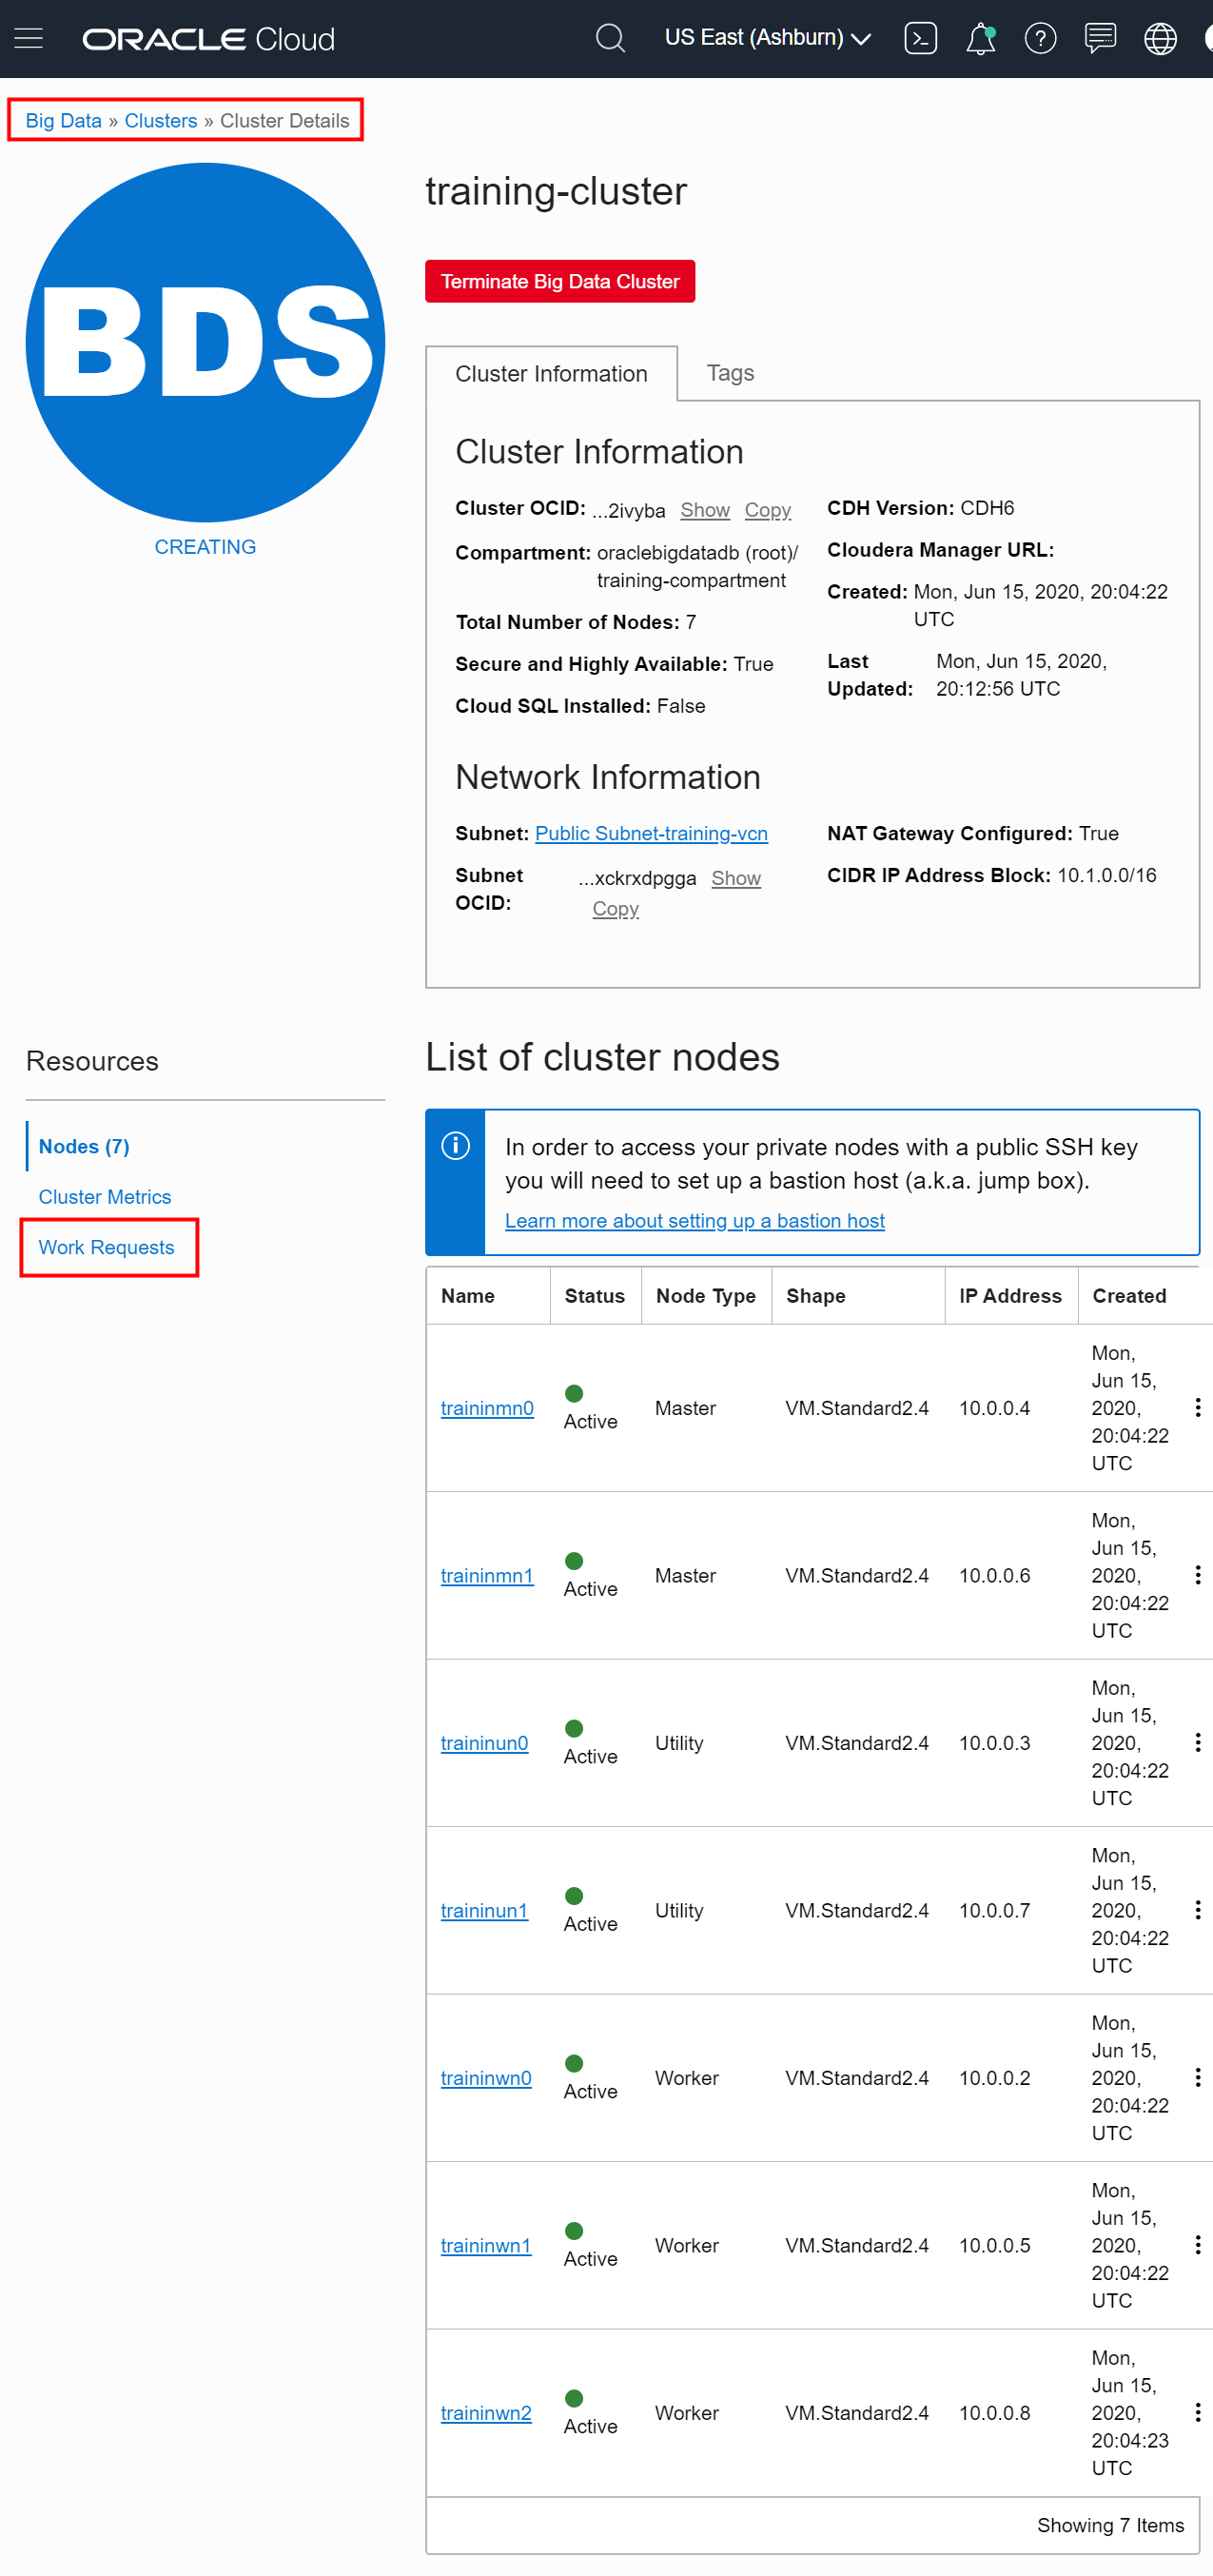 ORACLE Cloud
US East (Ashburn)
Big Data » Clusters » Cluster Details
BDS
CREATING
training-cluster
Terminate Big Data Cluster
Cluster Information
Tags
Cluster Information
Cluster OCID: ...2ivyba Show Copy
Compartment: oraclebigdatadb (root)/
training-compartment
Total Number of Nodes: 7
Secure and Highly Available: True
Cloud SQL Installed: False
CDH Version: CDH6
Cloudera Manager URL:
Created: Mon, Jun 15, 2020, 20:04:22
UTC
Last Mon, Jun 15, 2020,
Updated: 20:12:56 UTC
Network Information
Subnet: Public Subnet-training-vcn
Subnet ...xckrxdpgga Show
OCID: Copy
NAT Gateway Configured: True
CIDR IP Address Block: 10.1.0.0/16
Resources
Nodes (7)
Cluster Metrics
Work Requests
List of cluster nodes
In order to access your private nodes with a public SSH key
you will need to set up a bastion host (a.k.a. jump box).
Learn more about setting up a bastion host
Name Status Node Type Shape IP Address Created
traininmn0 Active Master VM.Standard2.4 10.0.0.4
Mon,
Jun 15,
2020,
20:04:22
UTC
traininmn1 Active Master VM.Standard2.4 10.0.0.6
Mon,
Jun 15,
2020,
20:04:22
UTC
traininun0 Active Utility VM.Standard2.4 10.0.0.3
Mon,
Jun 15,
2020,
20:04:22
UTC
traininun1 Active Utility VM.Standard2.4 10.0.0.7
Mon,
Jun 15,
2020,
20:04:22
UTC
traininwn0 Active Worker VM.Standard2.4 10.0.0.2
Mon,
Jun 15,
2020,
20:04:22
UTC
traininwn1 Active Worker VM.Standard2.4 10.0.0.5
Mon,
Jun 15,
2020,
20:04:22
UTC
traininwn2 Active Worker VM.Standard2.4 10.0.0.8
Mon,
Jun 15,
2020,
20:04:23
UTC
Showing 7 Items